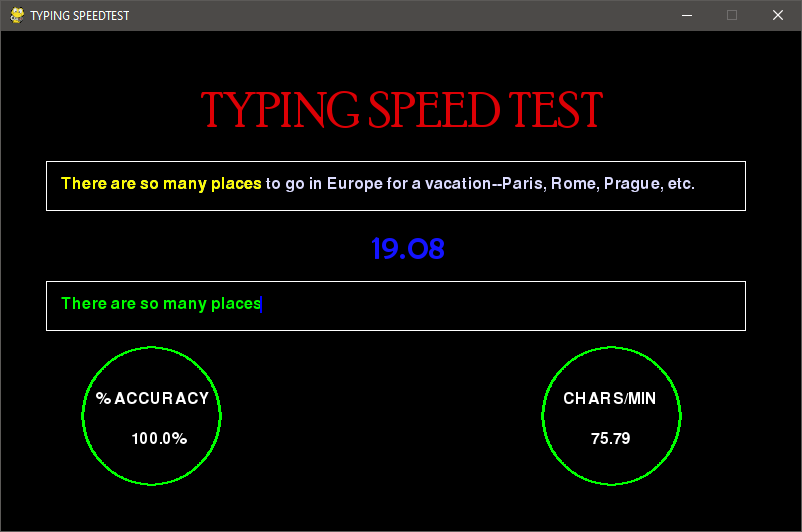 TYPING SPEEDTEST
TYPING SPEED TEST
There are so many places to go in Europe for a vacation--Paris, Rome, Prague, etc.
19.08
There are so many places
% ACCURACY
CHARS/MIN
100.0%
75.79